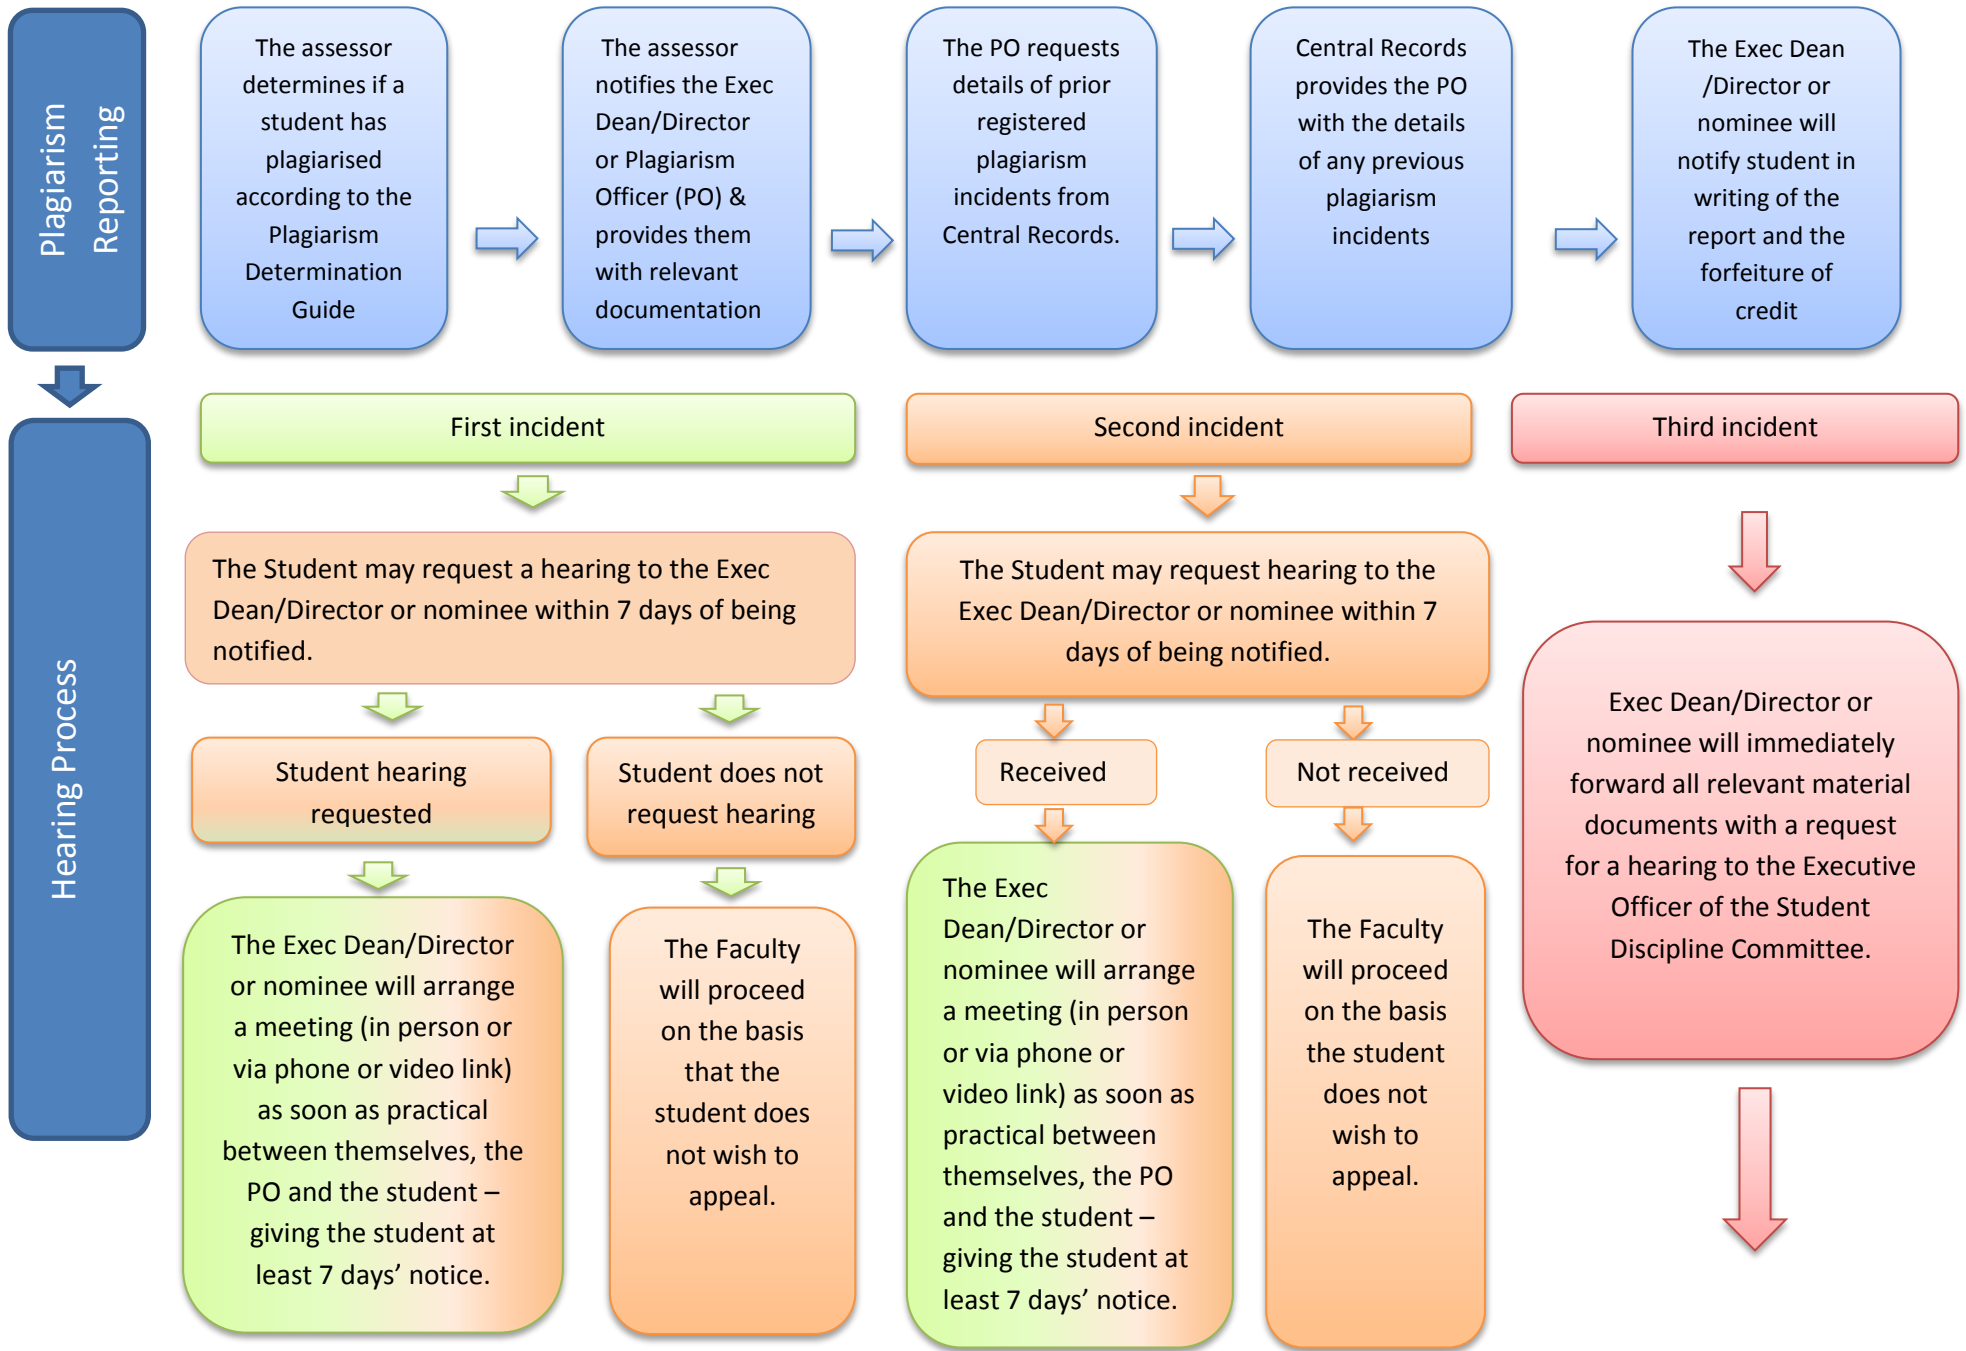 Plagiarism
Reporting
The assessor
determines if a
student has
plagiarised
according to the
Plagiarism
Determination
Guide
The assessor
notifies the Exec
Dean/Director
or Plagiarism
Officer (PO) &
provides them
with relevant
documentation
The PO requests
details of prior
registered
plagiarism
incidents from
Central Records.
Central Records
provides the PO
with the details
of any previous
plagiarism
incidents
The Exec Dean
/Director or
nominee will
notify student in
writing of the
report and the
forfeiture of
credit
Hearing Process
First incident
The Student may request a hearing to the Exec
Dean/Director or nominee within 7 days of being
notified.
Student hearing
requested
The Exec Dean/Director
or nominee will arrange
a meeting (in person or
via phone or video link)
as soon as practical
between themselves, the
PO and the student –
giving the student at
least 7 days’ notice.
Student does not
request hearing
The Faculty
will proceed
on the basis
that the
student does
not wish to
appeal.
Second incident
The Student may request hearing to the
Exec Dean/Director or nominee within 7
days of being notified.
Received
The Exec
Dean/Director or
nominee will arrange
a meeting (in person
or via phone or
video link) as soon as
practical between
themselves, the PO
and the student –
giving the student at
least 7 days’ notice.
Not received
The Faculty
will proceed
on the basis
the student
does not
wish to
appeal.
Third incident
Exec Dean/Director or
nominee will immediately
forward all relevant material
documents with a request
for a hearing to the Executive
Officer of the Student
Discipline Committee.